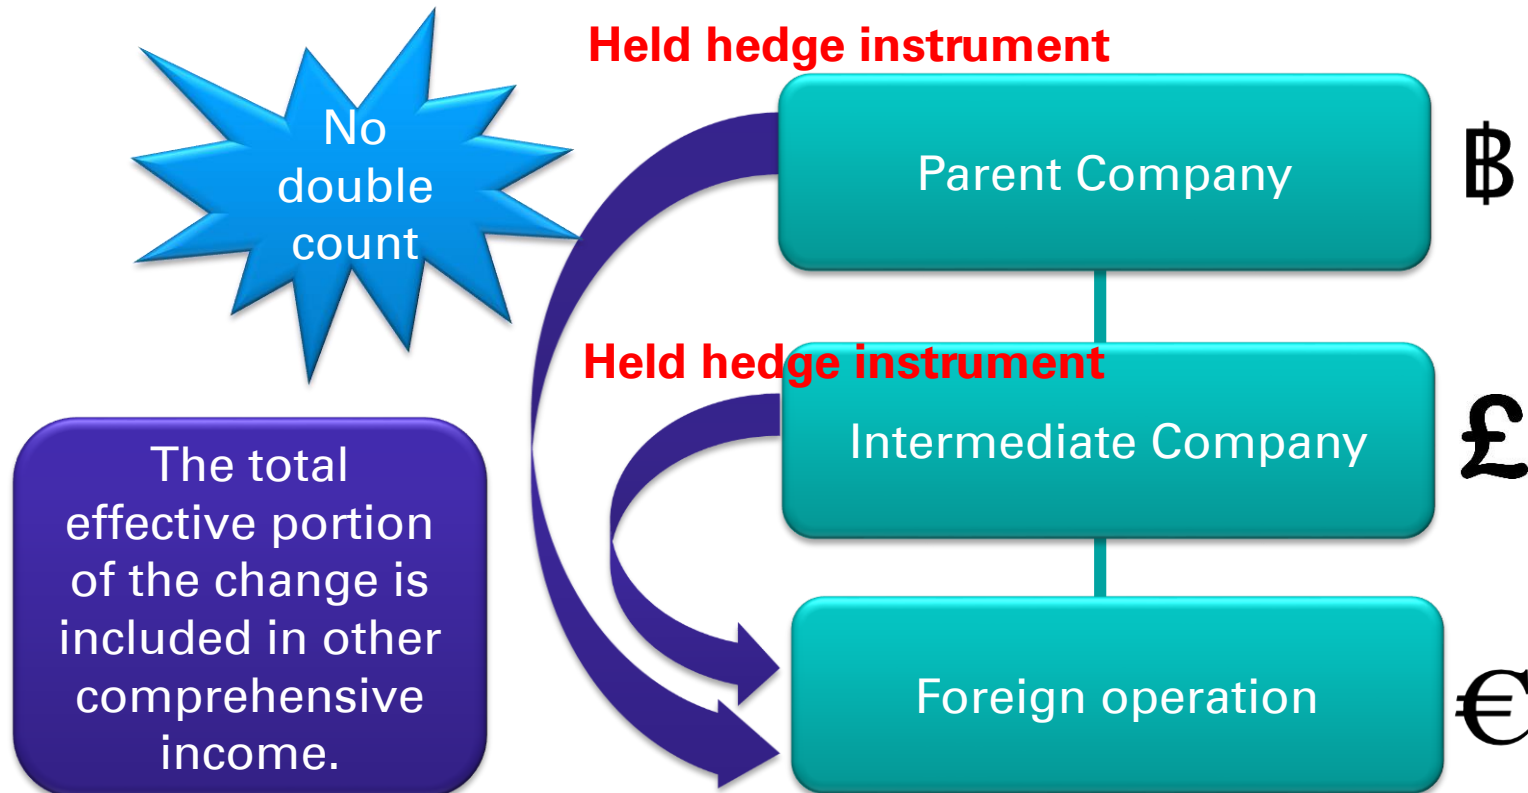 Held hedge instrument
No
double
count
Parent Company
฿
Held hedge instrument
Intermediate Company
£
The total
effective portion
of the change is
included in other
comprehensive
income.
Foreign operation
€